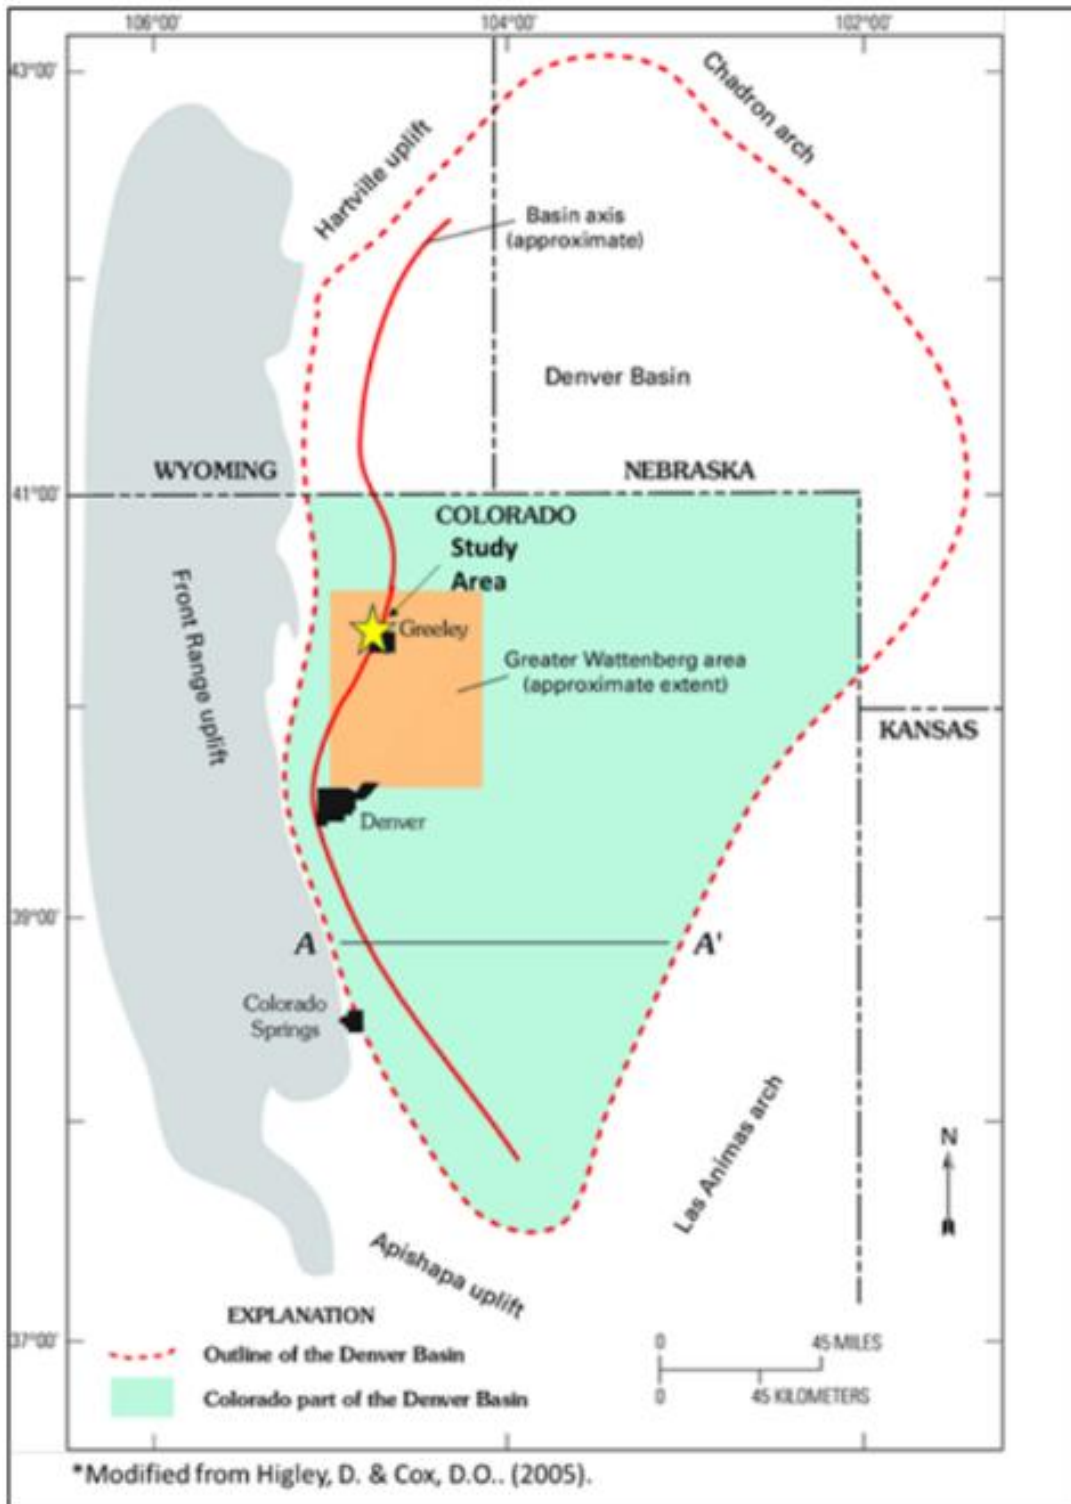 106°00'
104°00'
102°00'
43°00'
Chadron arch
Hartville uplift
Basin axis
(approximate)
Denver Basin
WYOMING
NEBRASKA
41°00'
COLORADO
Study
Area
Greeley
Front Range uplift
Greater Wattenberg area
(approximate extent)
KANSAS
Denver
39°00'
A
A'
Colorado
Springs
Las Animas arch
N
Apishapa uplift
EXPLANATION
37°00'
0
45 MILES
Outline of the Denver Basin
0
45 KILOMETERS
Colorado part of the Denver Basin
*Modified from Higley, D. & Cox, D.O.. (2005).